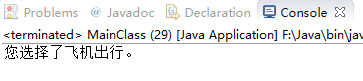 Problems @ Javadoc Declaration Console
<terminated> MainClass (29) [Java Application] F:\Java\bin\jav
您选择了飞机出行。